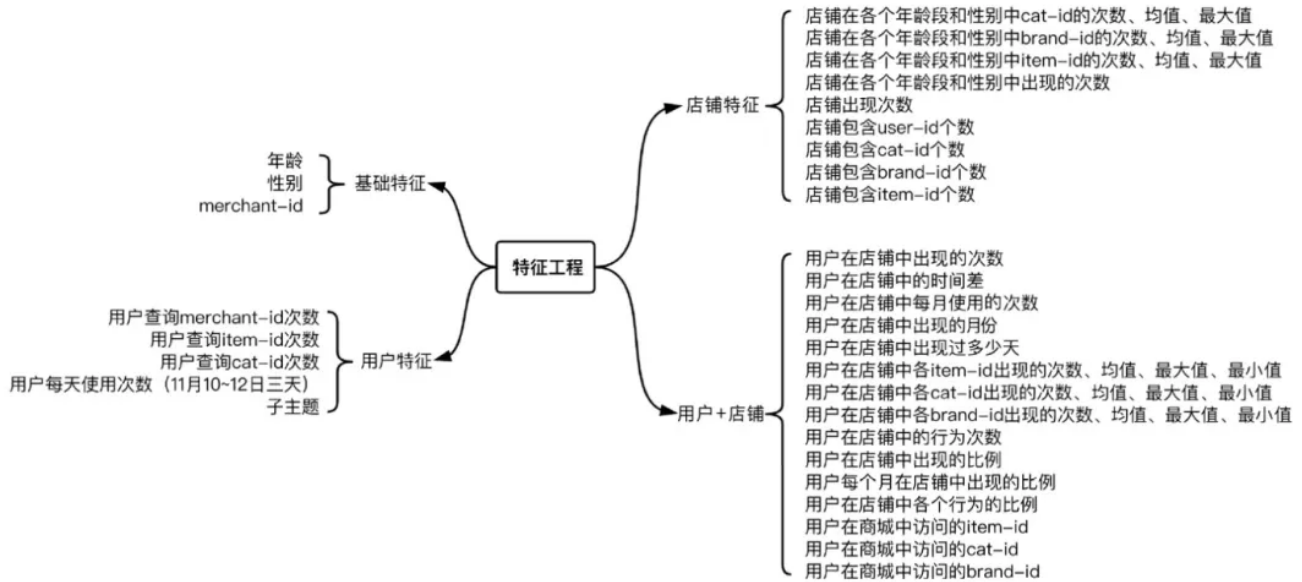 特征工程
基础特征
年龄
性别
merchant-id
用户特征
用户查询merchant-id次数
用户查询item-id次数
用户查询cat-id次数
用户每天使用次数（11月10~12日三天）
子主题
店铺特征
店铺在各个年龄段和性别中cat-id的次数、均值、最大值
店铺在各个年龄段和性别中brand-id的次数、均值、最大值
店铺在各个年龄段和性别中item-id的次数、均值、最大值
店铺在各个年龄段和性别中出现的次数
店铺出现次数
店铺包含user-id个数
店铺包含cat-id个数
店铺包含brand-id个数
店铺包含item-id个数
用户+店铺
用户在店铺中出现的次数
用户在店铺中的时间差
用户在店铺中每月使用的次数
用户在店铺中出现的月份
用户在店铺中出现过多少天
用户在店铺中各item-id出现的次数、均值、最大值、最小值
用户在店铺中各cat-id出现的次数、均值、最大值、最小值
用户在店铺中各brand-id出现的次数、均值、最大值、最小值
用户在店铺中的行为次数
用户在店铺中出现的比例
用户每个月在店铺中出现的比例
用户在店铺中各个行为的比例
用户在商城中访问的item-id
用户在商城中访问的cat-id
用户在商城中访问的brand-id